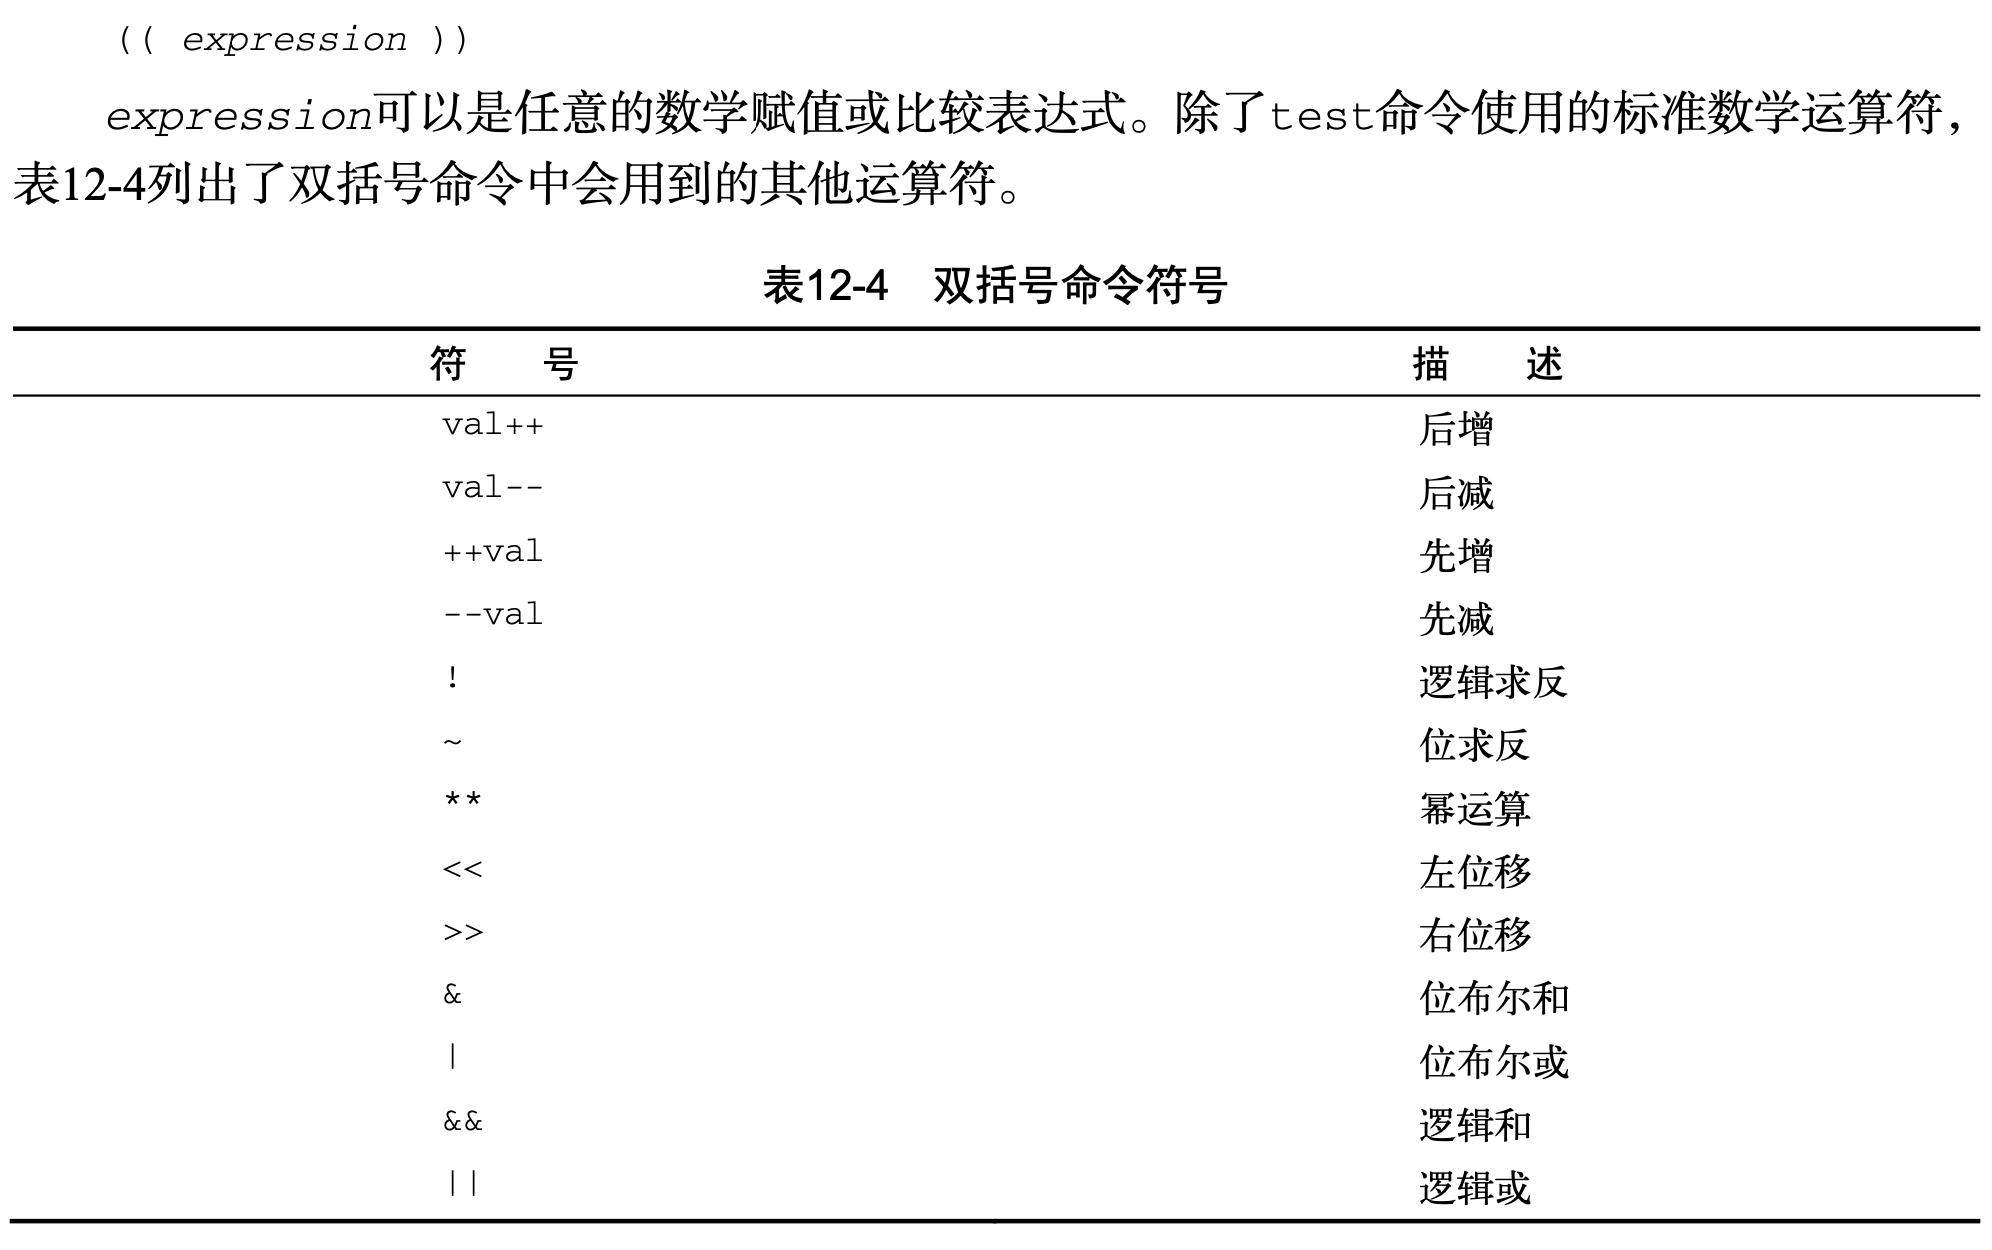 (( expression ))
expression可以是任意的数学赋值或比较表达式。除了test命令使用的标准数学运算符，
表12-4列出了双括号命令中会用到的其他运算符。
表12-4 双括号命令符号
符 号 描 述
val++ 后增
val-- 后减
++val 先增
--val 先减
! 逻辑求反
~ 位求反
** 幂运算
<< 左位移
>> 右位移
& 位布尔和
| 位布尔或
&& 逻辑和
|| 逻辑或